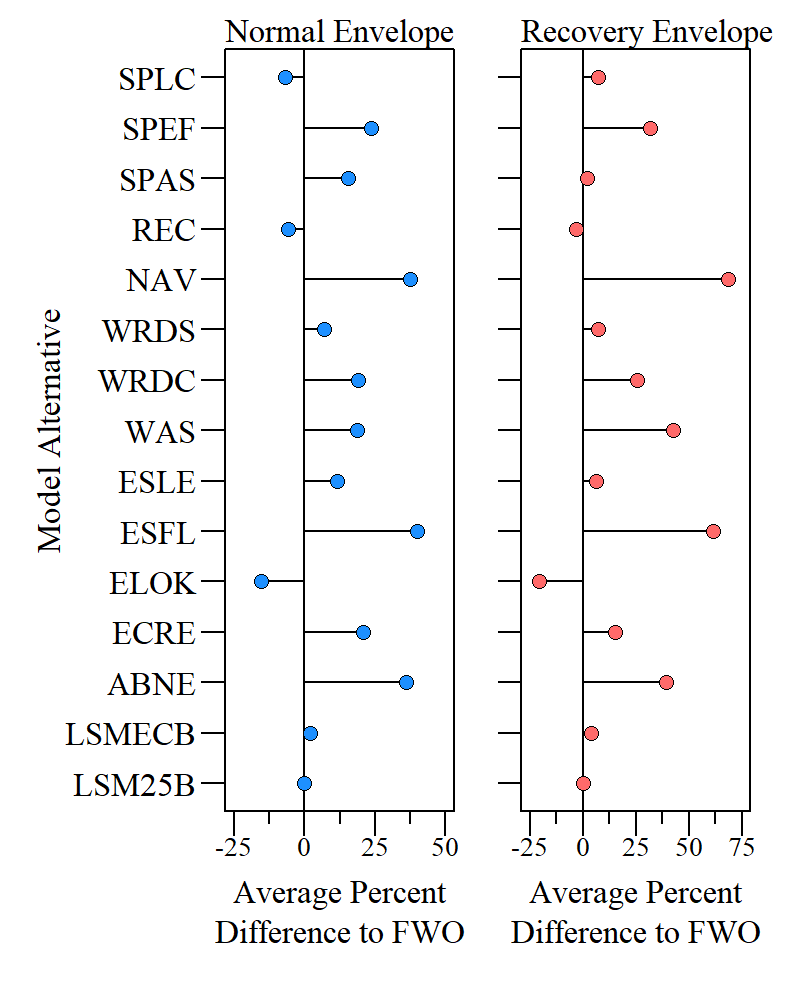 Normal Envelope
Recovery Envelope
Model Alternative
SPLC
SPEF
SPAS
REC
NAV
WRDS
WRDC
WAS
ESLE
ESFL
ELOK
ECRE
ABNE
LSMECB
LSM25B
-25 0 25 50
-25 0 25 50 75
Average Percent
Difference to FWO
Average Percent
Difference to FWO